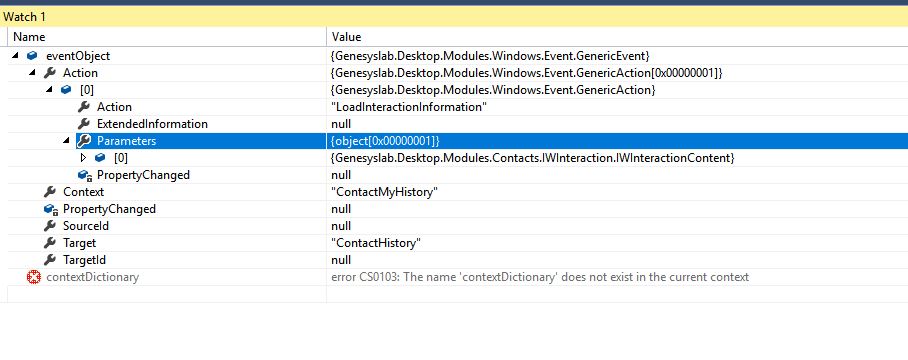 Watch 1
Name Value
eventObject {Genesyslab.Desktop.Modules.Windows.Event.GenericEvent}
Action {Genesyslab.Desktop.Modules.Windows.Event.GenericAction[0x00000001]}
[0] {Genesyslab.Desktop.Modules.Windows.Event.GenericAction}
Action "LoadInteractionInformation"
ExtendedInformation null
Parameters {object[0x00000001]}
[0] {Genesyslab.Desktop.Modules.Contacts.IWInteraction.IWInteractionContent}
PropertyChanged null
Context "ContactMyHistory"
PropertyChanged null
SourceId null
Target "ContactHistory"
TargetId null
contextDictionary error CS0103: The name 'contextDictionary' does not exist in the current context